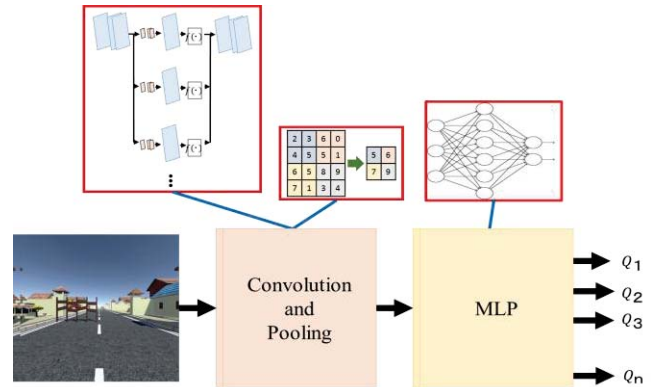 f(·)
f(·)
f(·)
2 3 6 0
4 5 5 1
6 5 8 9
7 1 3 4
5 6
7 9
Convolution
and
Pooling
MLP
Q1
Q2
Q3
Qn